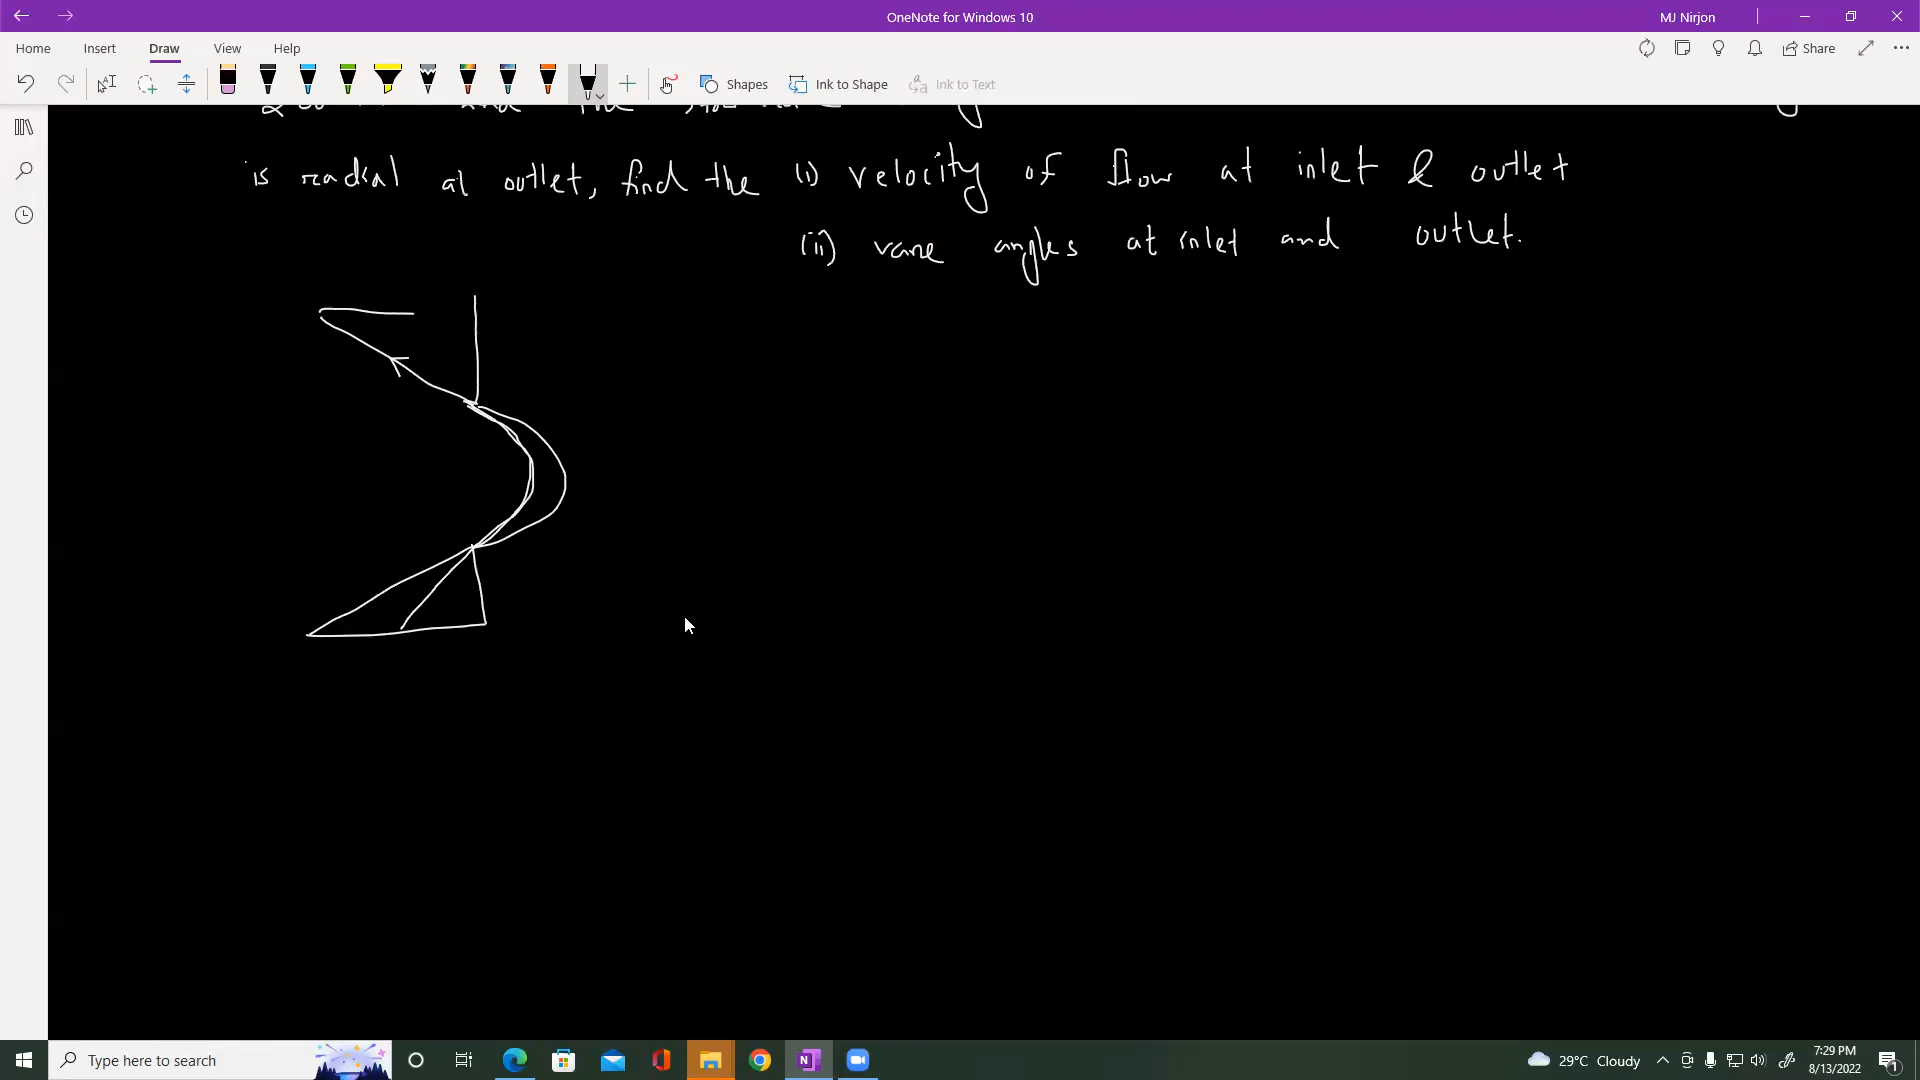 OneNote for Windows 10
MJ Nirjon
Home Insert Draw View Help
Share
Shapes Ink to Shape Ink to Text
and the
is radial at outlet, find the (i) velocity of flow at inlet & outlet
(ii) vane angles at inlet and outlet.
Type here to search
29°C Cloudy
7:29 PM
8/13/2022